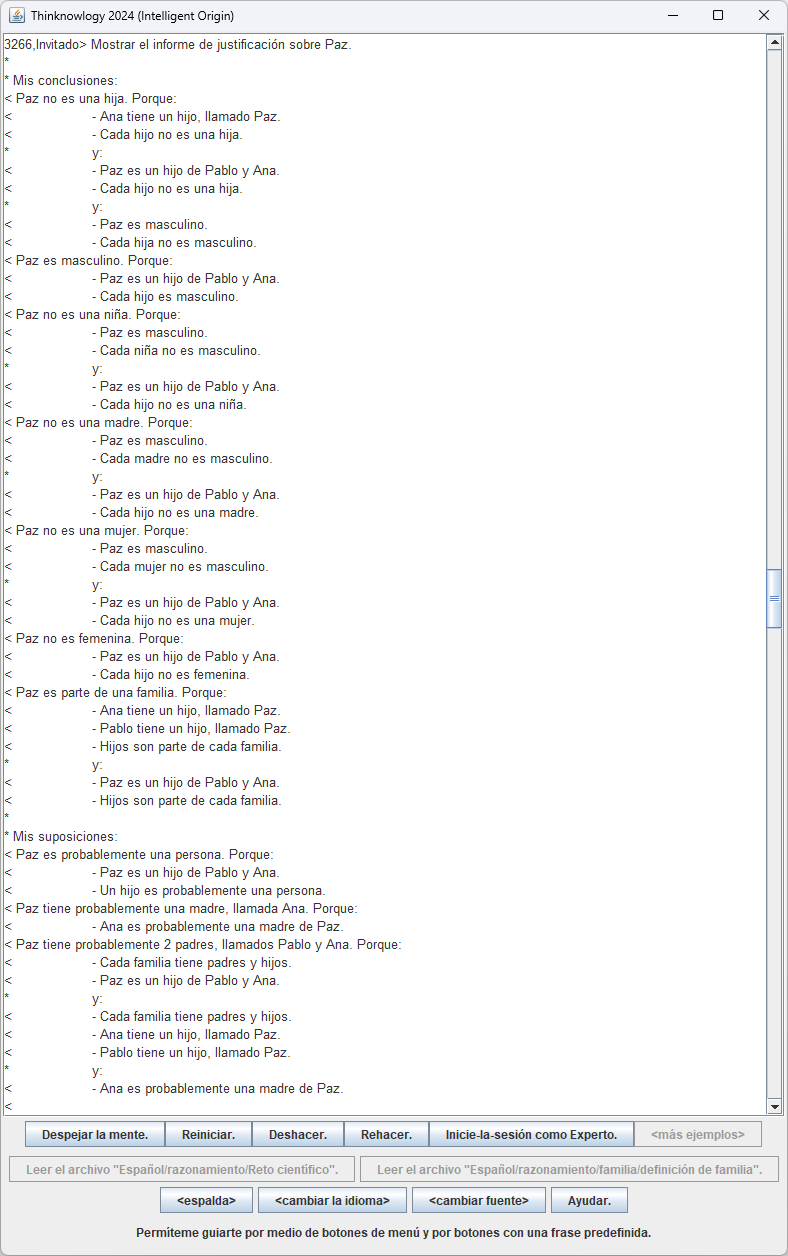 Thinknowlogy 2024 (Intelligent Origin)
3266,Invitado> Mostrar el informe de justificación sobre Paz.
*
* Mis conclusiones:
< Paz no es una hija. Porque:
< - Ana tiene un hijo, llamado Paz.
< - Cada hijo no es una hija.
* y:
< - Paz es un hijo de Pablo y Ana.
< - Cada hijo no es una hija.
* y:
< - Paz es masculino.
< - Cada hija no es masculino.
< Paz es masculino. Porque:
< - Paz es un hijo de Pablo y Ana.
< - Cada hijo es masculino.
< Paz no es una niña. Porque:
< - Paz es masculino.
< - Cada niña no es masculino.
* y:
< - Paz es un hijo de Pablo y Ana.
< - Cada hijo no es una niña.
< Paz no es una madre. Porque:
< - Paz es masculino.
< - Cada madre no es masculino.
* y:
< - Paz es un hijo de Pablo y Ana.
< - Cada hijo no es una madre.
< Paz no es una mujer. Porque:
< - Paz es masculino.
< - Cada mujer no es masculino.
* y:
< - Paz es un hijo de Pablo y Ana.
< - Cada hijo no es una mujer.
< Paz no es femenina. Porque:
< - Paz es un hijo de Pablo y Ana.
< - Cada hijo no es femenina.
< Paz es parte de una familia. Porque:
< - Ana tiene un hijo, llamado Paz.
< - Pablo tiene un hijo, llamado Paz.
< - Hijos son parte de cada familia.
* y:
< - Paz es un hijo de Pablo y Ana.
< - Hijos son parte de cada familia.
*
* Mis suposiciones:
< Paz es probablemente una persona. Porque:
< - Paz es un hijo de Pablo y Ana.
< - Un hijo es probablemente una persona.
< Paz tiene probablemente una madre, llamada Ana. Porque:
< - Ana es probablemente una madre de Paz.
< Paz tiene probablemente 2 padres, llamados Pablo y Ana. Porque:
< - Cada familia tiene padres y hijos.
< - Paz es un hijo de Pablo y Ana.
* y:
< - Cada familia tiene padres y hijos.
< - Ana tiene un hijo, llamado Paz.
< - Pablo tiene un hijo, llamado Paz.
* y:
< - Ana es probablemente una madre de Paz.
<
Despejar la mente. Reiniciar. Deshacer. Rehacer. Inicie-la-sesión como Experto. <más ejemplos>
Leer el archivo "Español/razonamiento/Reto científico". Leer el archivo "Español/razonamiento/familia/definición de familia".
<espalda> <cambiar la idioma> <cambiar fuente> Ayudar.
Permíteme guiarte por medio de botones de menú y por botones con una frase predefinida.